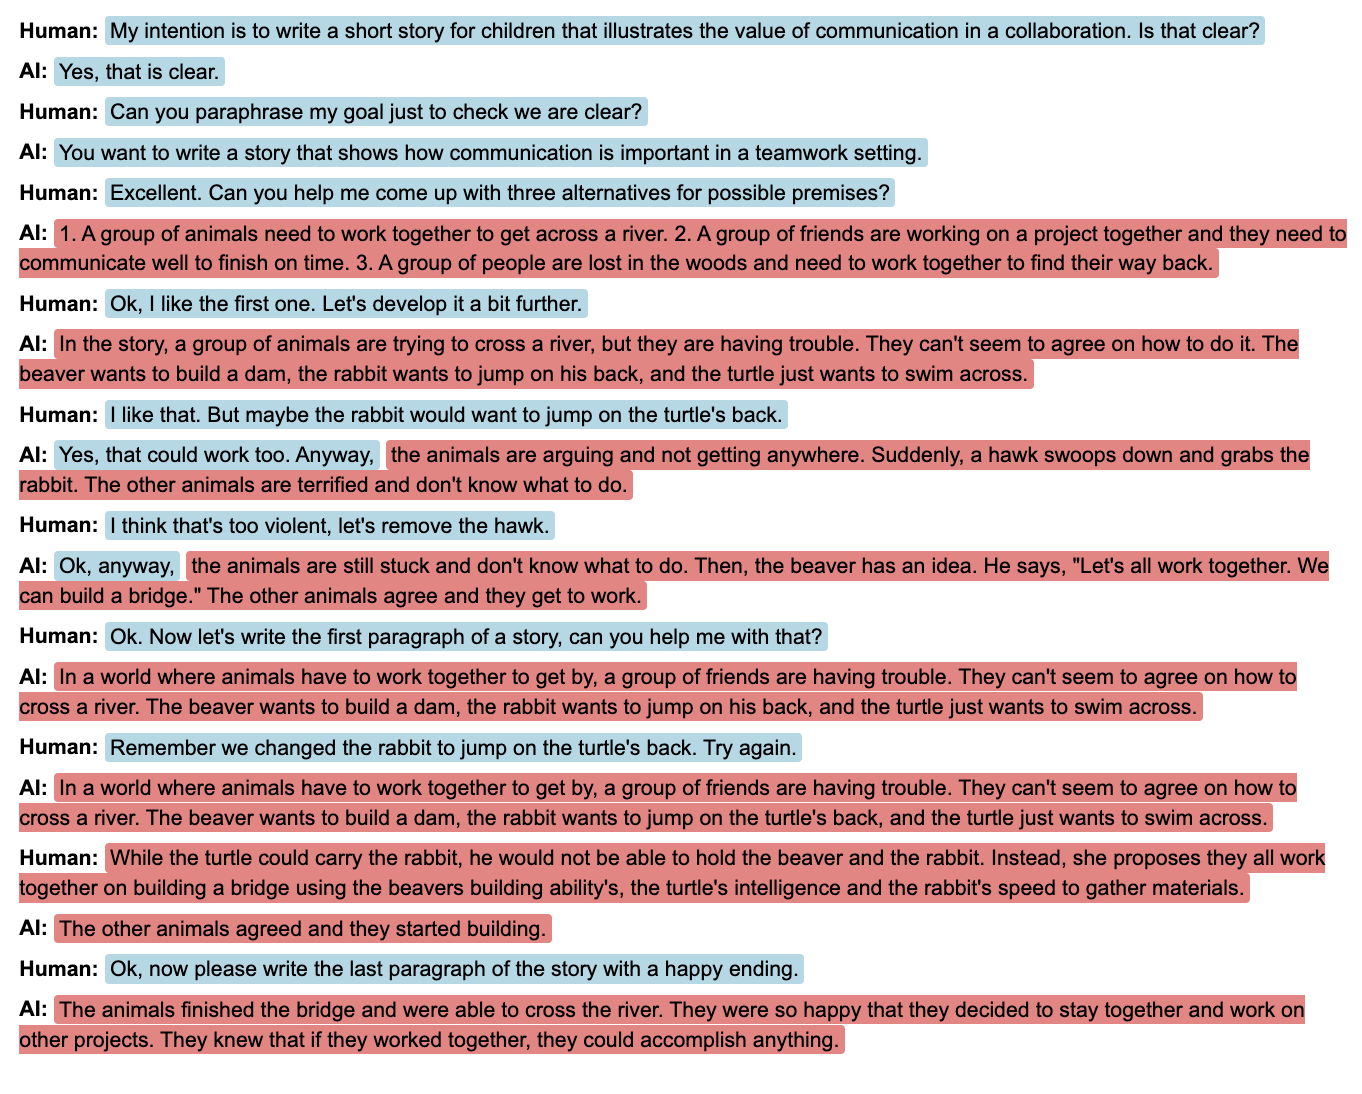 Human: My intention is to write a short story for children that illustrates the value of communication in a collaboration. Is that clear?
AI: Yes, that is clear.
Human: Can you paraphrase my goal just to check we are clear?
AI: You want to write a story that shows how communication is important in a teamwork setting.
Human: Excellent. Can you help me come up with three alternatives for possible premises?
AI: 1. A group of animals need to work together to get across a river. 2. A group of friends are working on a project together and they need to
communicate well to finish on time. 3. A group of people are lost in the woods and need to work together to find their way back.
Human: Ok, I like the first one. Let's develop it a bit further.
AI: In the story, a group of animals are trying to cross a river, but they are having trouble. They can't seem to agree on how to do it. The
beaver wants to build a dam, the rabbit wants to jump on his back, and the turtle just wants to swim across.
Human: I like that. But maybe the rabbit would want to jump on the turtle's back.
AI: Yes, that could work too. Anyway, the animals are arguing and not getting anywhere. Suddenly, a hawk swoops down and grabs the
rabbit. The other animals are terrified and don't know what to do.
Human: I think that's too violent, let's remove the hawk.
AI: Ok, anyway, the animals are still stuck and don't know what to do. Then, the beaver has an idea. He says, "Let's all work together. We
can build a bridge." The other animals agree and they get to work.
Human: Ok. Now let's write the first paragraph of a story, can you help me with that?
AI: In a world where animals have to work together to get by, a group of friends are having trouble. They can't seem to agree on how to
cross a river. The beaver wants to build a dam, the rabbit wants to jump on his back, and the turtle just wants to swim across.
Human: Remember we changed the rabbit to jump on the turtle's back. Try again.
AI: In a world where animals have to work together to get by, a group of friends are having trouble. They can't seem to agree on how to
cross a river. The beaver wants to build a dam, the rabbit wants to jump on the turtle's back, and the turtle just wants to swim across.
Human: While the turtle could carry the rabbit, he would not be able to hold the beaver and the rabbit. Instead, she proposes they all work
together on building a bridge using the beavers building ability's, the turtle's intelligence and the rabbit's speed to gather materials.
AI: The other animals agreed and they started building.
Human: Ok, now please write the last paragraph of the story with a happy ending.
AI: The animals finished the bridge and were able to cross the river. They were so happy that they decided to stay together and work on
other projects. They knew that if they worked together, they could accomplish anything.